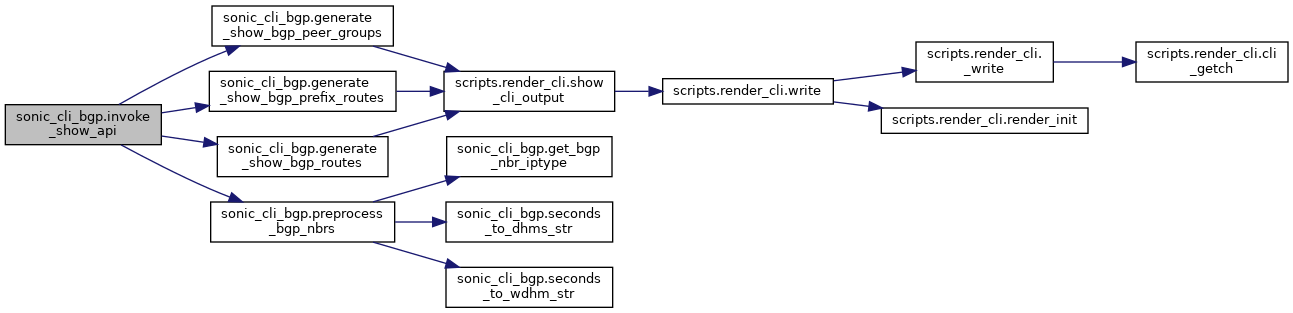 sonic_cli_bgp.invoke
_show_api
sonic_cli_bgp.generate
_show_bgp_peer_groups
sonic_cli_bgp.generate
_show_bgp_prefix_routes
sonic_cli_bgp.generate
_show_bgp_routes
sonic_cli_bgp.preprocess
_bgp_nbrs
scripts.render_cli.show
_cli_output
sonic_cli_bgp.get_bgp
_nbr_iptype
sonic_cli_bgp.seconds
_to_dhms_str
sonic_cli_bgp.seconds
_to_wdhm_str
scripts.render_cli.write
scripts.render_cli.
_write
scripts.render_cli.render_init
scripts.render_cli.cli
_getch